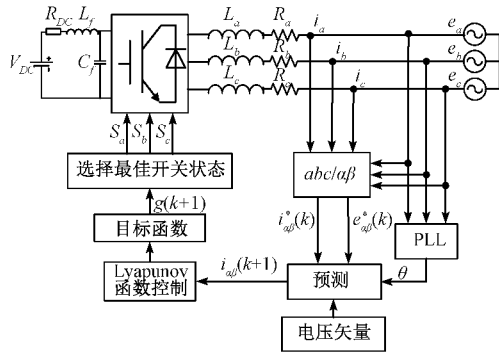 R_DC L_f
V_DC
C_f
L_a R_a i_a e_a
L_b R_b i_b e_b
L_c R_c i_c e_c
S_a S_b S_c
选择最佳开关状态
abc/αβ
g(k+1)
目标函数
i*_αβ(k) e*_αβ(k)
PLL
Lyapunov
函数控制
i_αβ(k+1)
预测
θ
电压矢量